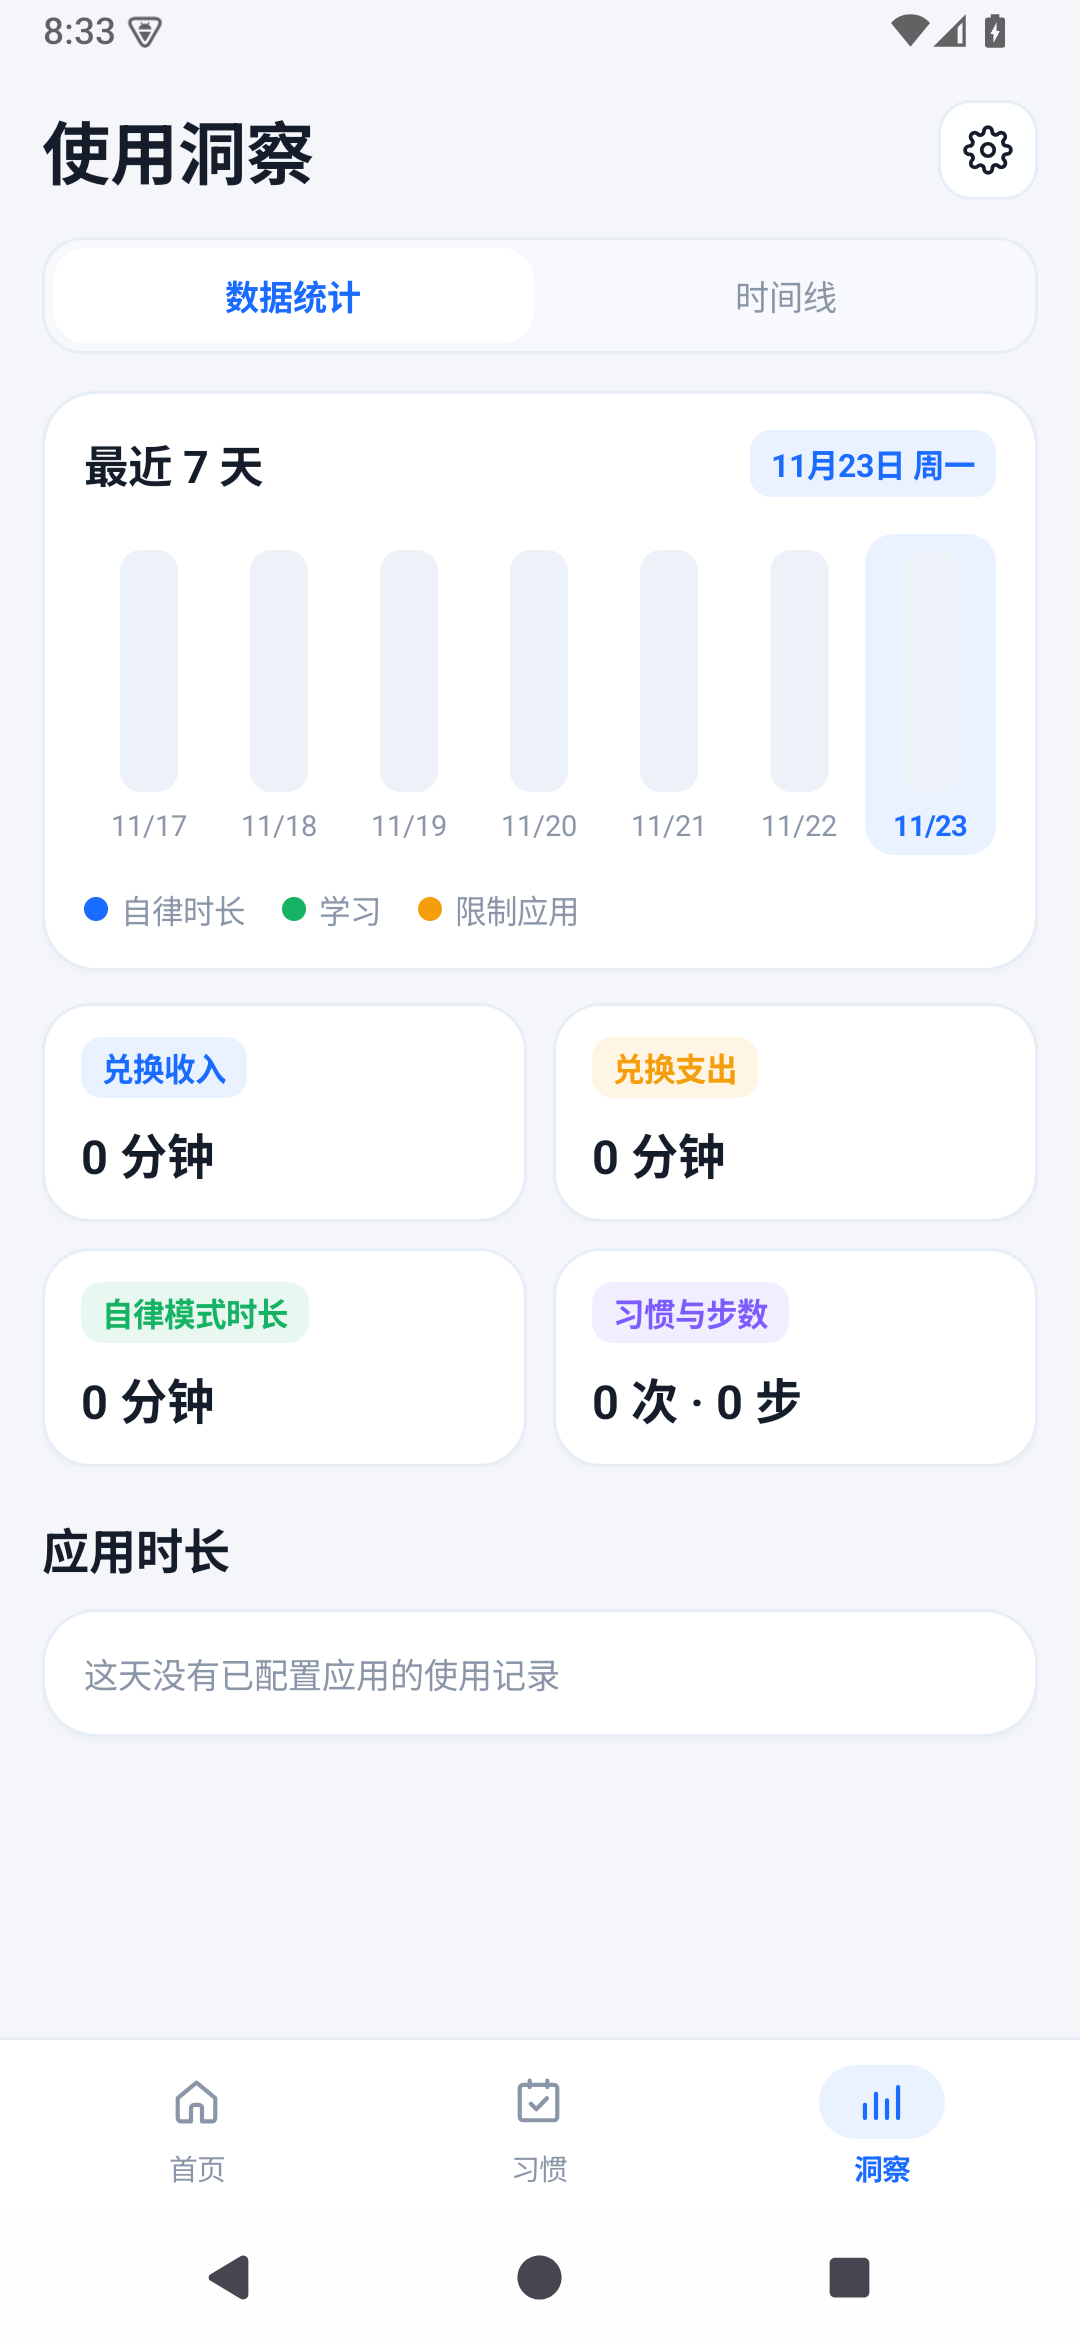 8:33
使用洞察
数据统计
时间线
最近 7 天
11月23日 周一
11/17 11/18 11/19 11/20 11/21 11/22 11/23
自律时长 学习 限制应用
兑换收入
0 分钟
兑换支出
0 分钟
自律模式时长
0 分钟
习惯与步数
0 次 · 0 步
应用时长
这天没有已配置应用的使用记录
首页 习惯 洞察